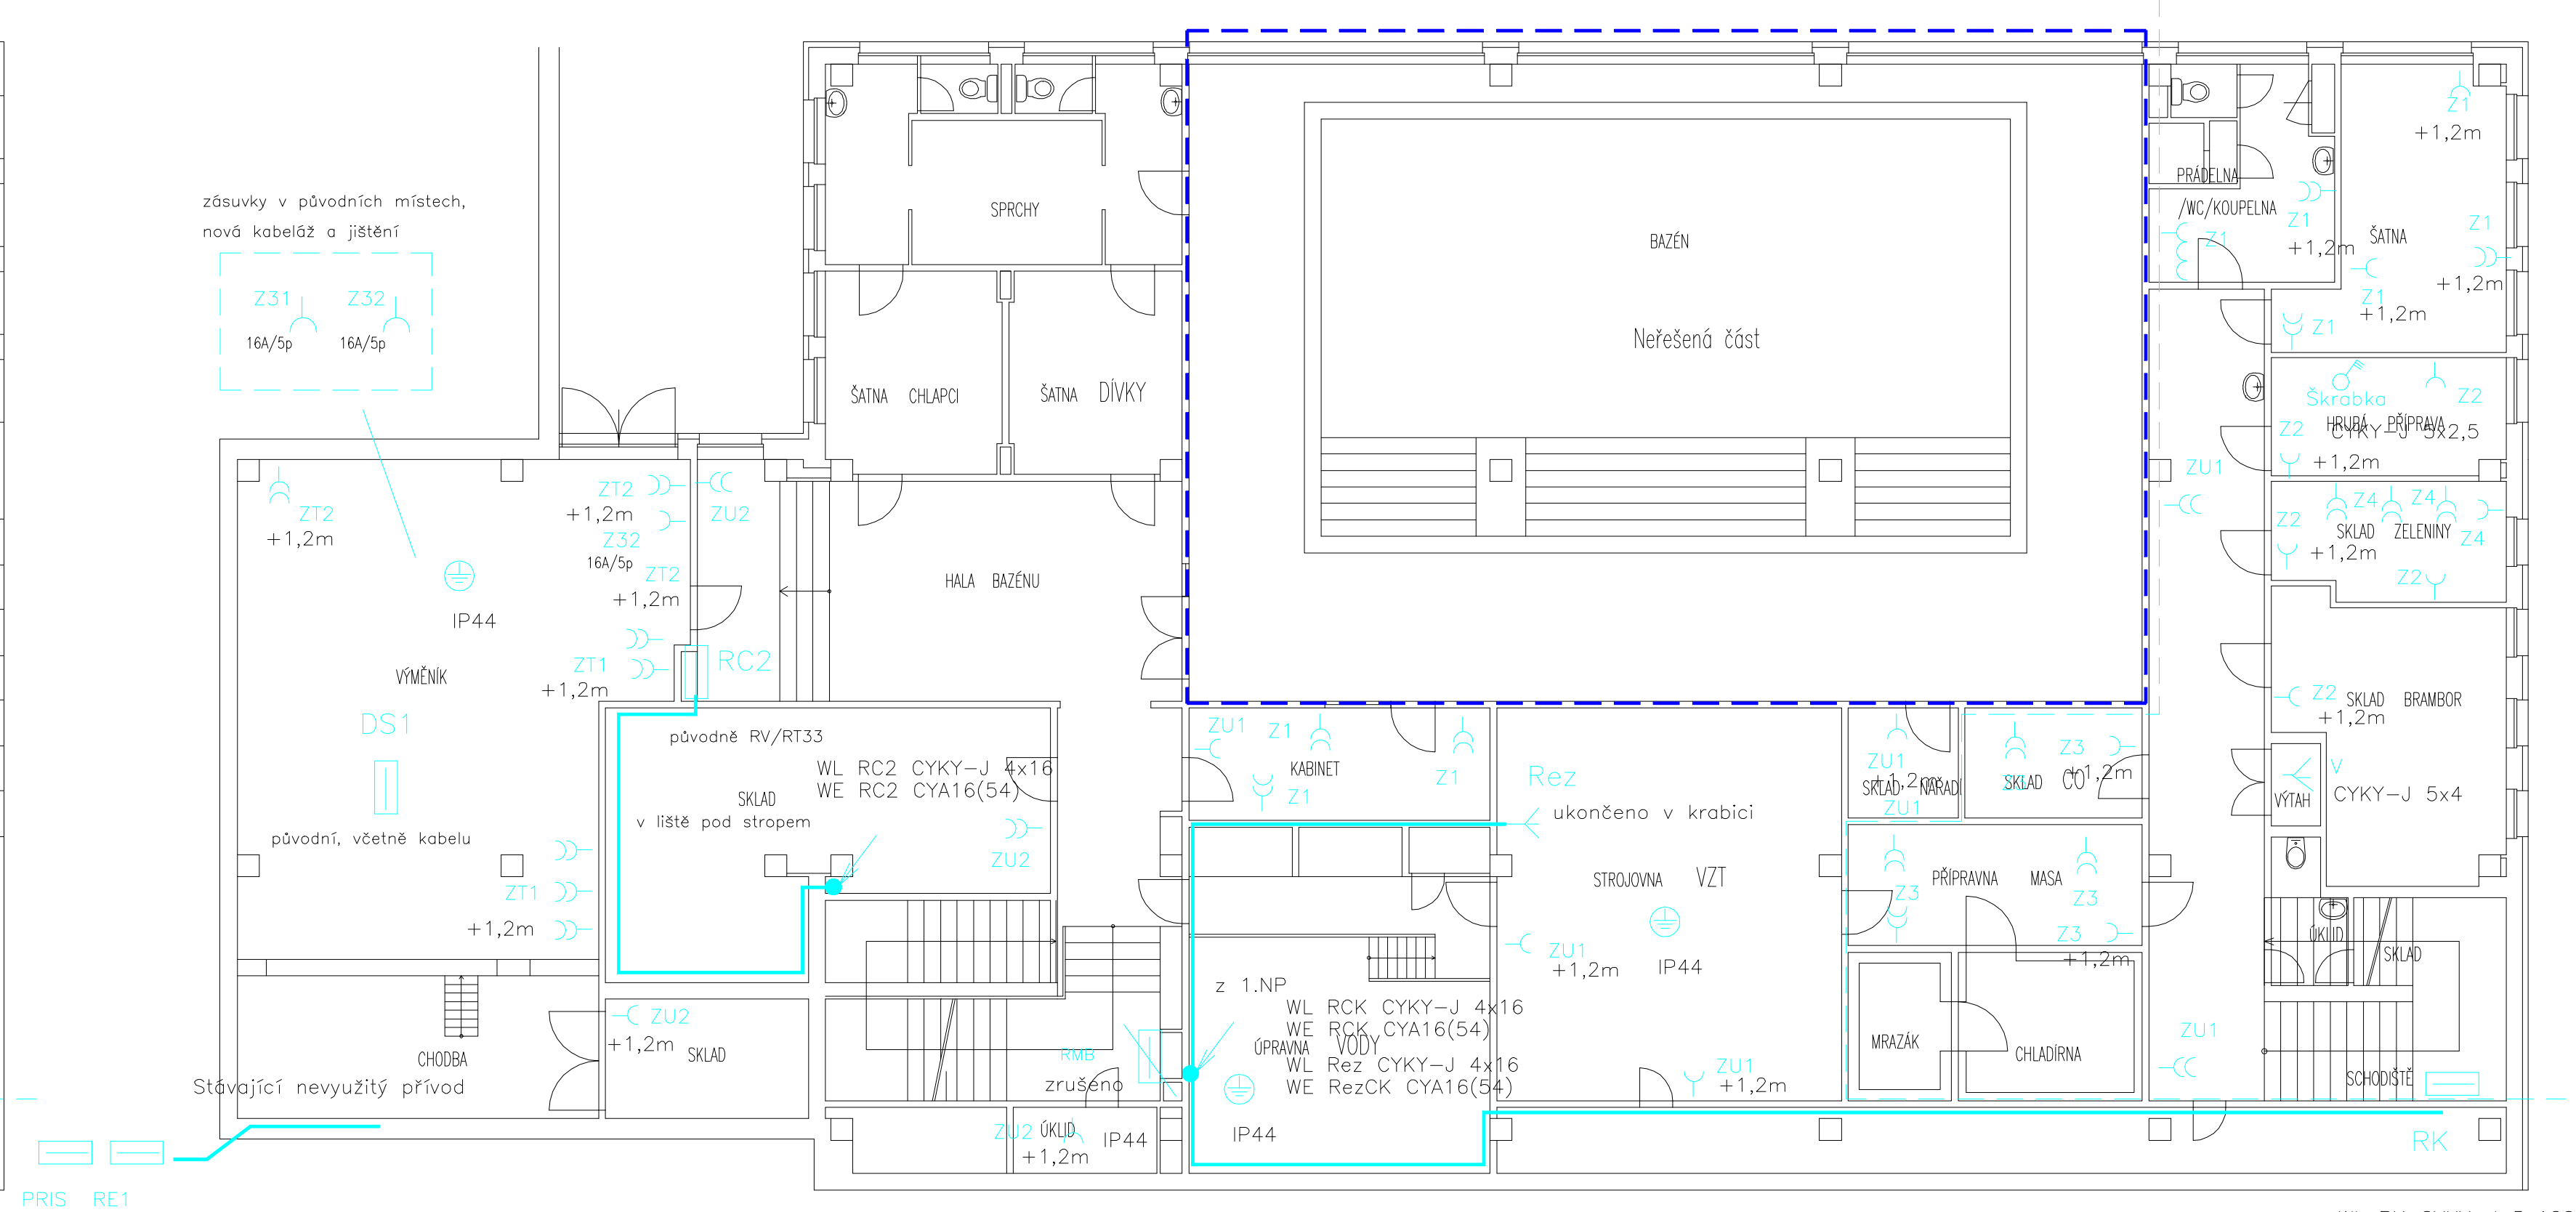 zásuvky v původních místech,
nová kabeláž a jištění
Z31
Z32
16A/5p
16A/5p
ZT2
+1,2m
IP44
VÝMĚNÍK
DS1
původní, včetně kabelu
ZT2
+1,2m
Z32
16A/5p
ZT2
+1,2m
ZT1
+1,2m
ZT1
+1,2m
ZU2
RC2
CHODBA
Stávající nevyužitý přívod
PRIS
RE1
SPRCHY
ŠATNA CHLAPCI
ŠATNA DÍVKY
HALA BAZÉNU
původně RV/RT33
WL RC2 CYKY-J 4x16
WE RC2 CYA16(54)
SKLAD
v liště pod stropem
ZU2
ZU2
+1,2m
SKLAD
RMB
zrušeno
ZU2
ÚKLID
+1,2m
IP44
BAZÉN
Neřešená část
ZU1
Z1
KABINET
Z1
Z1
Rez
ukončeno v krabici
STROJOVNA VZT
IP44
ZU1
+1,2m
ZU1
+1,2m
z 1.NP
WL RCK CYKY-J 4x16
WE RCK CYA16(54)
ÚPRAVNA VODY
WL Rez CYKY-J 4x16
WE RezCK CYA16(54)
IP44
ZU1
+1,2m
SKLAD NÁŘADÍ
ZU1
Z3
+1,2m
SKLAD CO
PŘÍPRAVNA MASA
Z3
Z3
Z3
+1,2m
MRAZÁK
CHLADÍRNA
PRÁDELNA
/WC/KOUPELNA
Z1
Z1
+1,2m
Z1
+1,2m
ŠATNA
Z1
+1,2m
Z1
+1,2m
Z1
Škrabka
Z2
HRUBÁ PŘÍPRAVA
CYKY-J 5x2,5
Z2
+1,2m
ZU1
Z2
+1,2m
Z4
Z4
Z4
SKLAD ZELENINY
Z2
Z2
+1,2m
SKLAD BRAMBOR
V
VÝTAH
CYKY-J 5x4
ÚKLID
SKLAD
ZU1
SCHODIŠTĚ
RK